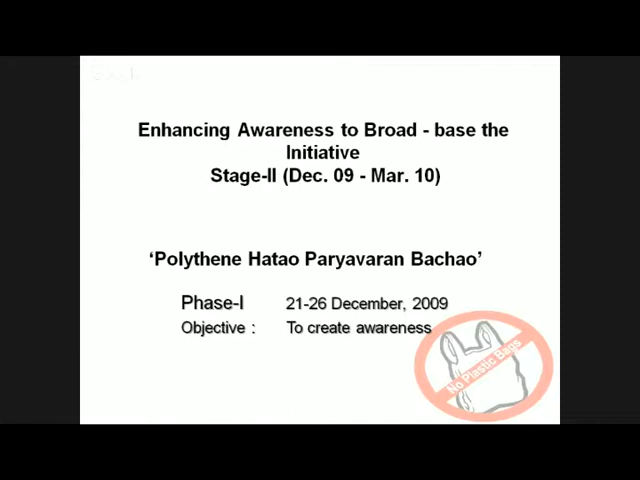 Enhancing Awareness to Broad - base the
Initiative
Stage-II (Dec. 09 - Mar. 10)
‘Polythene Hatao Paryavaran Bachao’
Phase-I 21-26 December, 2009
Objective : To create awareness
No Plastic Bags